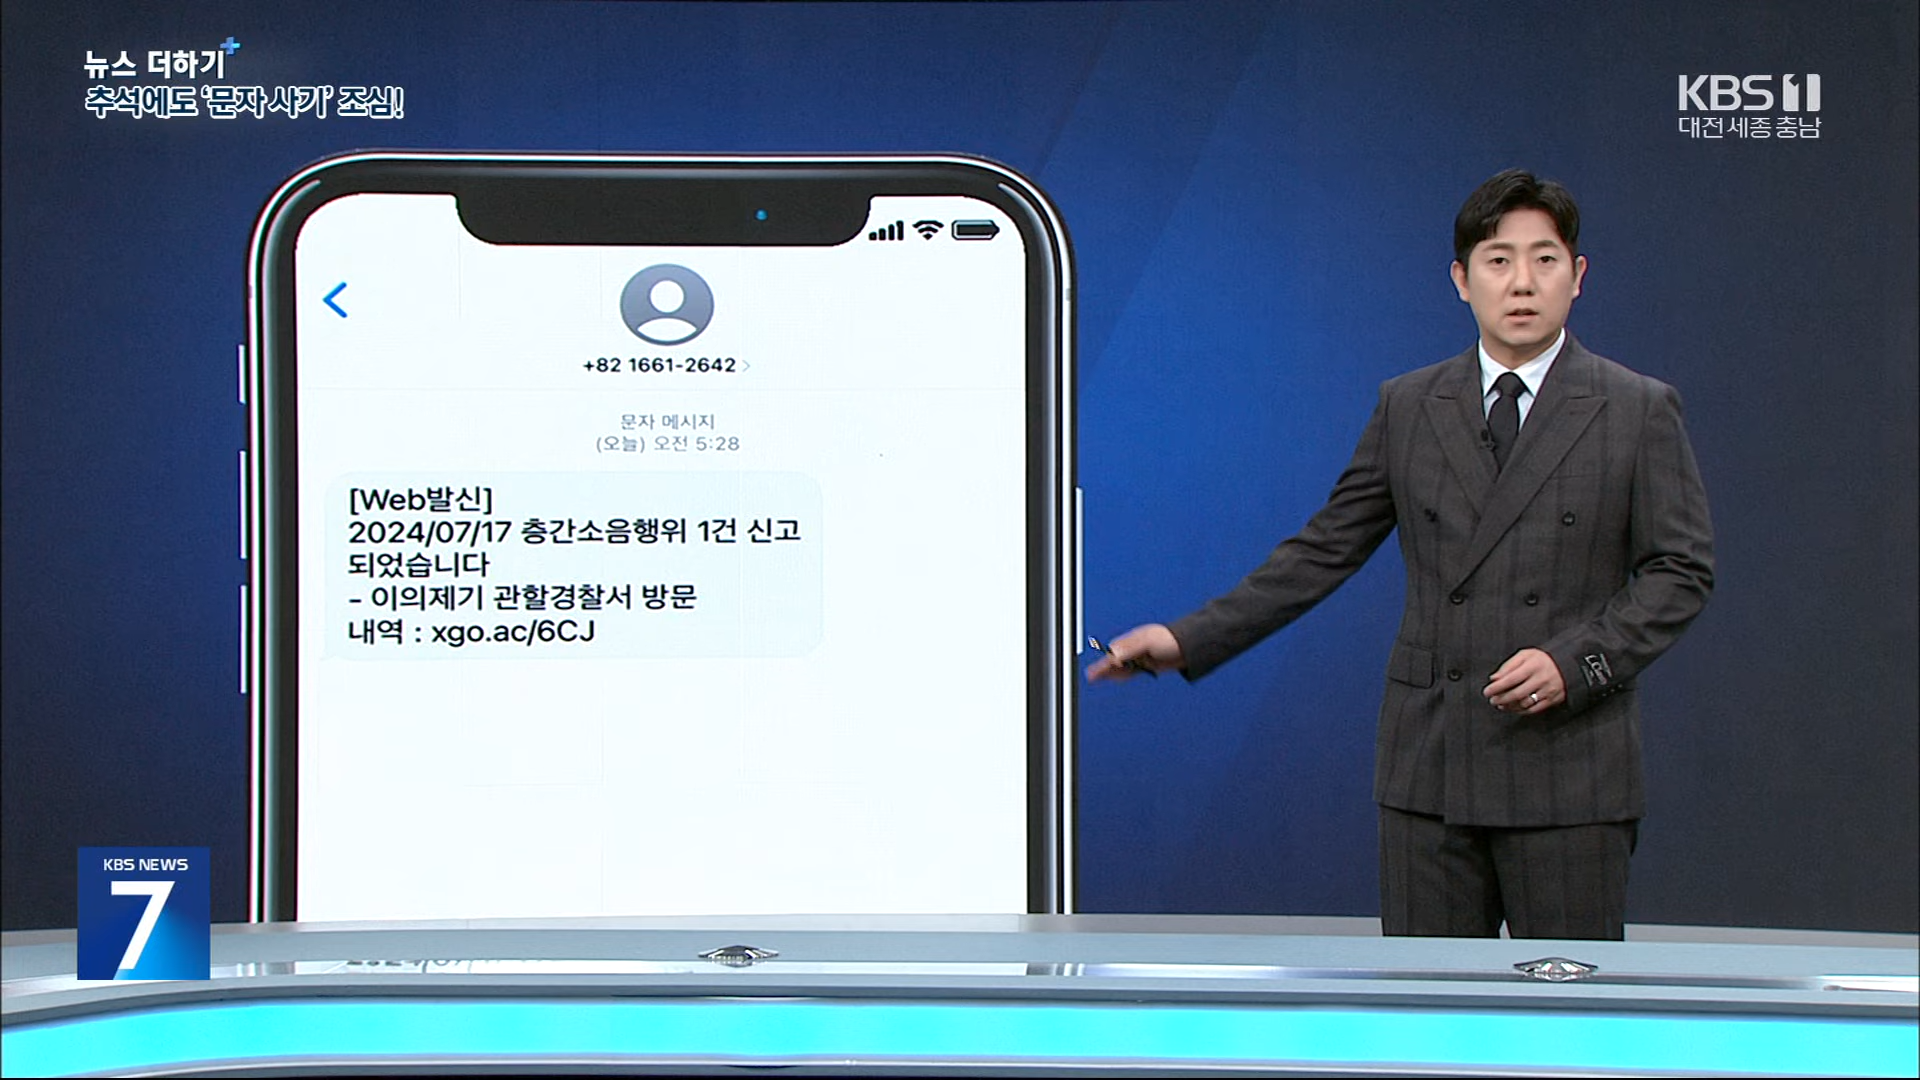 뉴스 더하기+
추석에도 ‘문자 사기’ 조심!
KBS 1
대전 세종 충남
+82 1661-2642 >
문자 메시지
(오늘) 오전 5:28
[Web발신]
2024/07/17 층간소음행위 1건 신고
되었습니다
- 이의제기 관할경찰서 방문
내역 : xgo.ac/6CJ
KBS NEWS
7